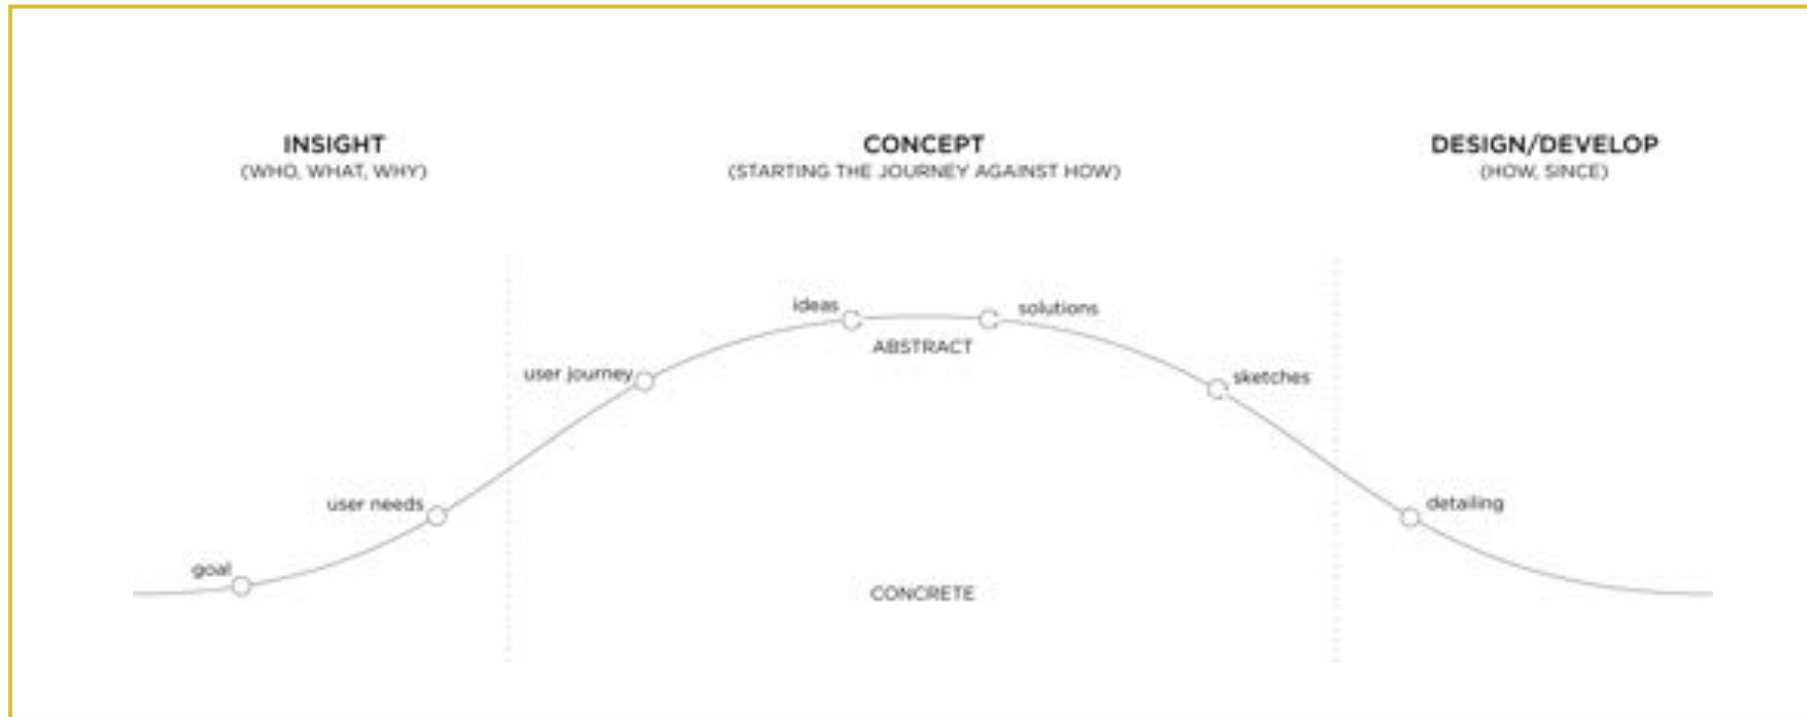 INSIGHT
(WHO, WHAT, WHY)
CONCEPT
(STARTING THE JOURNEY AGAINST HOW)
DESIGN/DEVELOP
(HOW, SINCE)
ideas
solutions
ABSTRACT
user journey
sketches
user needs
detailing
goal
CONCRETE